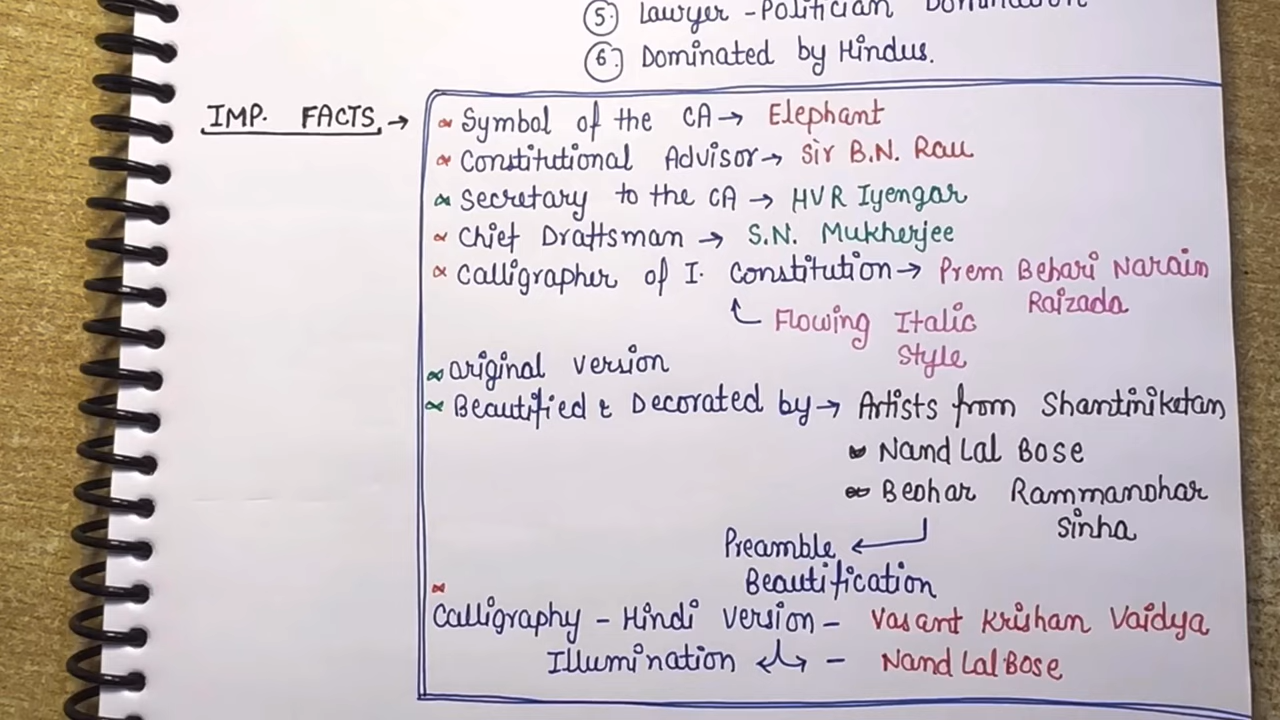 5. Lawyer - Politician Domination
6. Dominated by Hindus.
IMP. FACTS →
Symbol of the CA → Elephant
Constitutional Advisor → Sir B.N. Rau
Secretary to the CA → HVR Iyengar
Chief Draftsman → S.N. Mukherjee
Calligrapher of I. Constitution → Prem Behari Narain
Raizada
Flowing Italic
Style
Original version
Beautified & Decorated by → Artists from Shantiniketan
Nand Lal Bose
Beohar Rammanohar
Sinha
Preamble
Beautification
Calligraphy - Hindi Version - Vasant Krishan Vaidya
Illumination - Nand Lal Bose